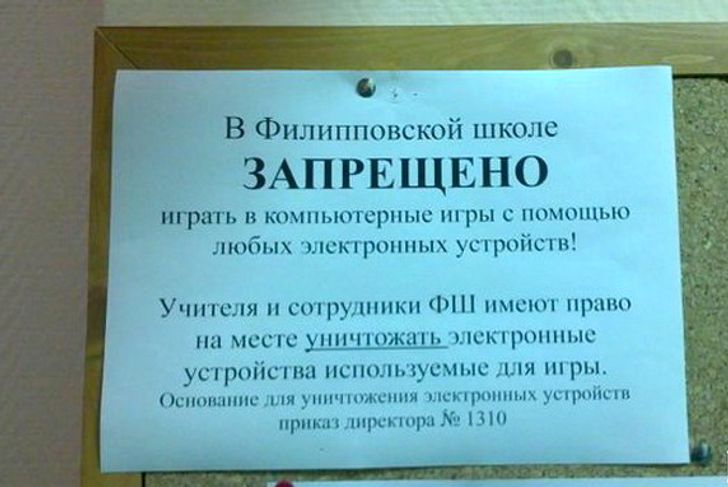 В Филипповской школе
ЗАПРЕЩЕНО
играть в компьютерные игры с помощью
любых электронных устройств!
Учителя и сотрудники ФШ имеют право
на месте уничтожать электронные
устройства используемые для игры.
Основание для уничтожения электронных устройств
приказ директора № 1310